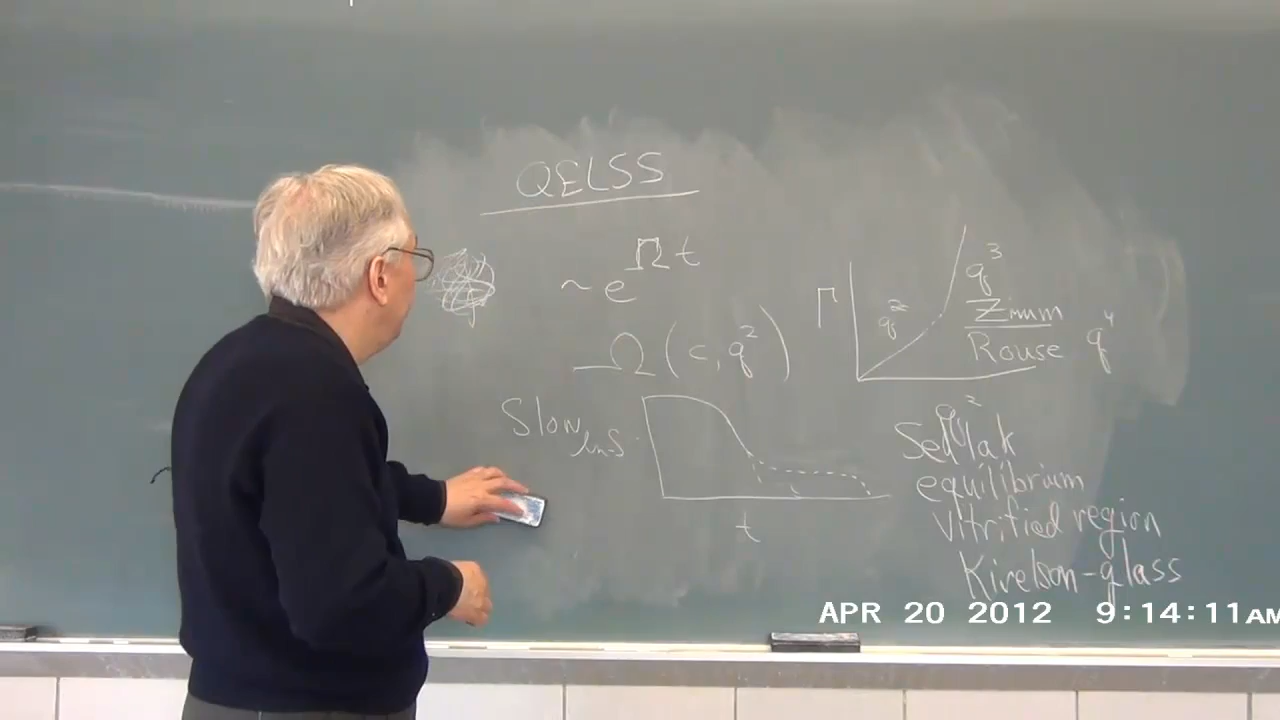 QELSS
~ e^Ωt
Ω (c, q²)
Γ
q²
q³
Zimm
Rouse q⁴
Slow
t
q²
Sedlak
equilibrium
vitrified region
Kivelson-glass
APR 20 2012 9:14:11AM